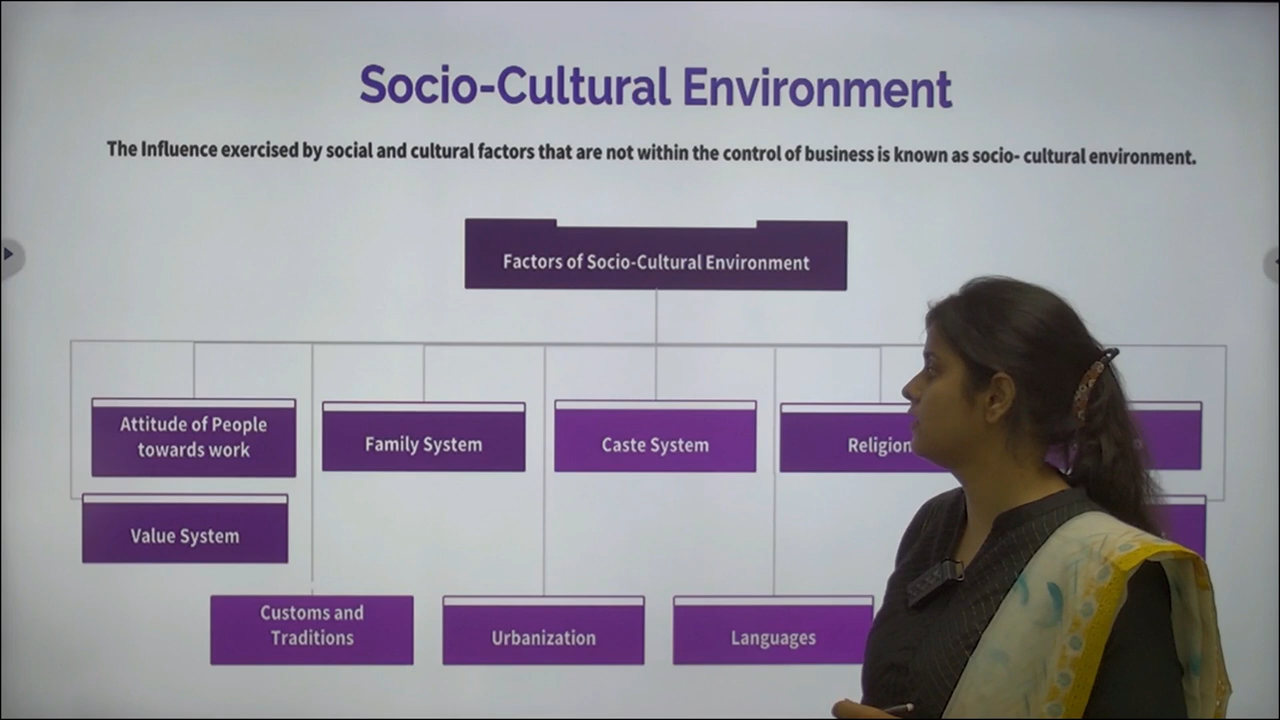 Socio-Cultural Environment
The Influence exercised by social and cultural factors that are not within the control of business is known as socio- cultural environment.
Factors of Socio-Cultural Environment
Attitude of People
towards work
Family System
Caste System
Religion
Value System
Customs and
Traditions
Urbanization
Languages